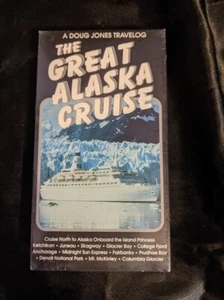 A DOUG JONES TRAVELOG
THE
GREAT
ALASKA
CRUISE
Cruise North to Alaska Onboard the Island Princess
Ketchikan • Juneau • Skagway • Glacier Bay • College Fjord
Anchorage • Midnight Sun Express • Fairbanks • Prudhoe Bay
• Denali National Park • Mt. McKinley • Columbia Glacier